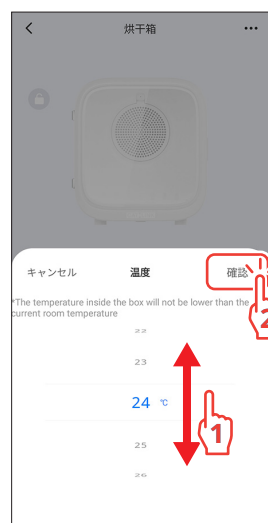 烘干箱
キャンセル 温度 確認
*The temperature inside the box will not be lower than the
current room temperature
22
23
24 ℃
25
26
1
2